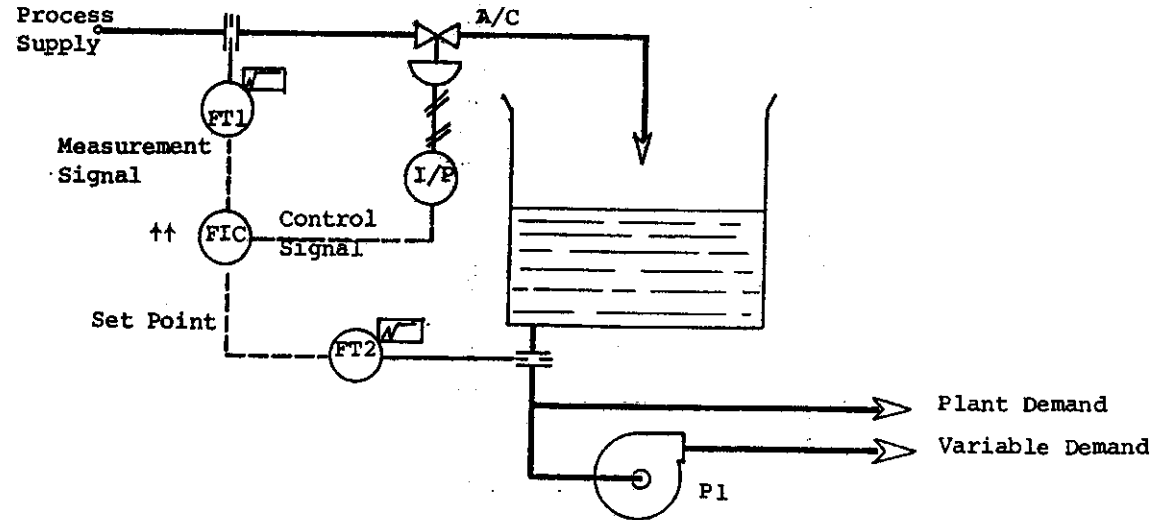 Process
Supply
A/C
FT1
Measurement
Signal
I/P
FIC
Control
Signal
Set Point
FT2
Plant Demand
Variable Demand
P1